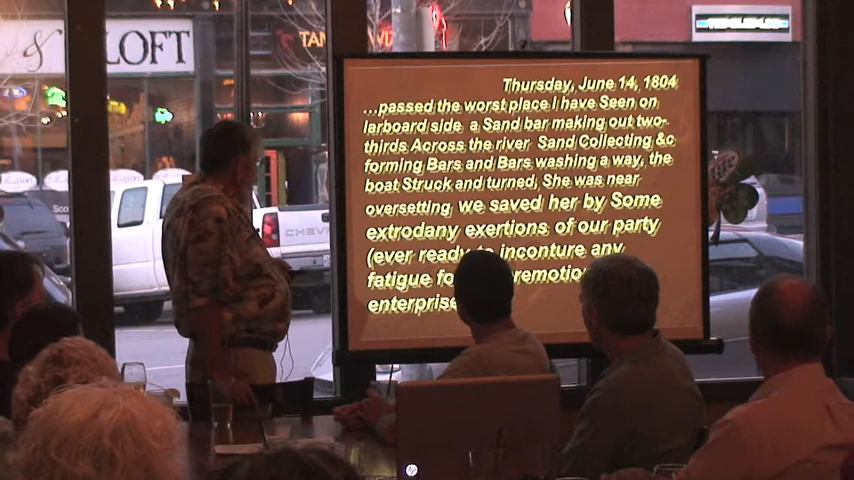 & LOFT
TAN
Thursday, June 14, 1804
...passed the worst place I have Seen on
larboard side a Sand bar making out two-
thirds Across the river Sand Collecting &c
forming Bars and Bars washing a way, the
boat Struck and turned, She was near
oversetting we saved her by Some
extrodany exertions of our party
(ever ready to inconture any
fatigue fo
enterprise
CHEV
hp